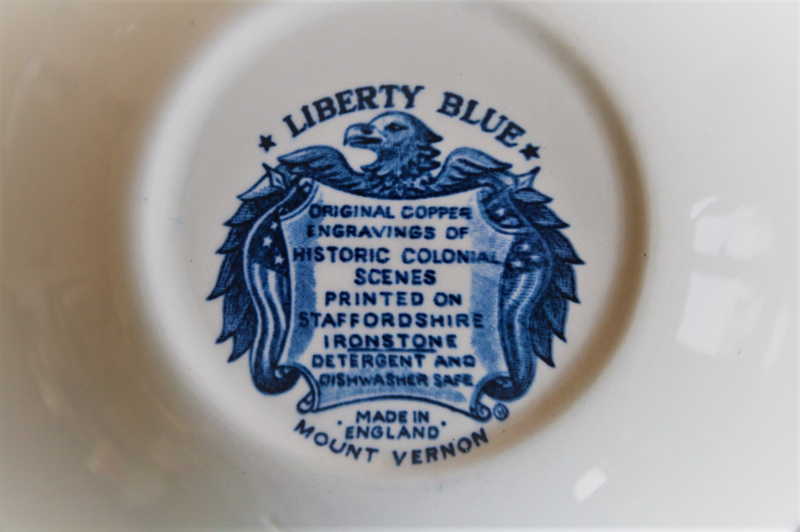 ★ LIBERTY BLUE ★
ORIGINAL COPPER
ENGRAVINGS OF
HISTORIC COLONIAL
SCENES
PRINTED ON
STAFFORDSHIRE
IRONSTONE
DETERGENT AND
DISHWASHER SAFE
· MADE IN
ENGLAND ·
®
MOUNT VERNON